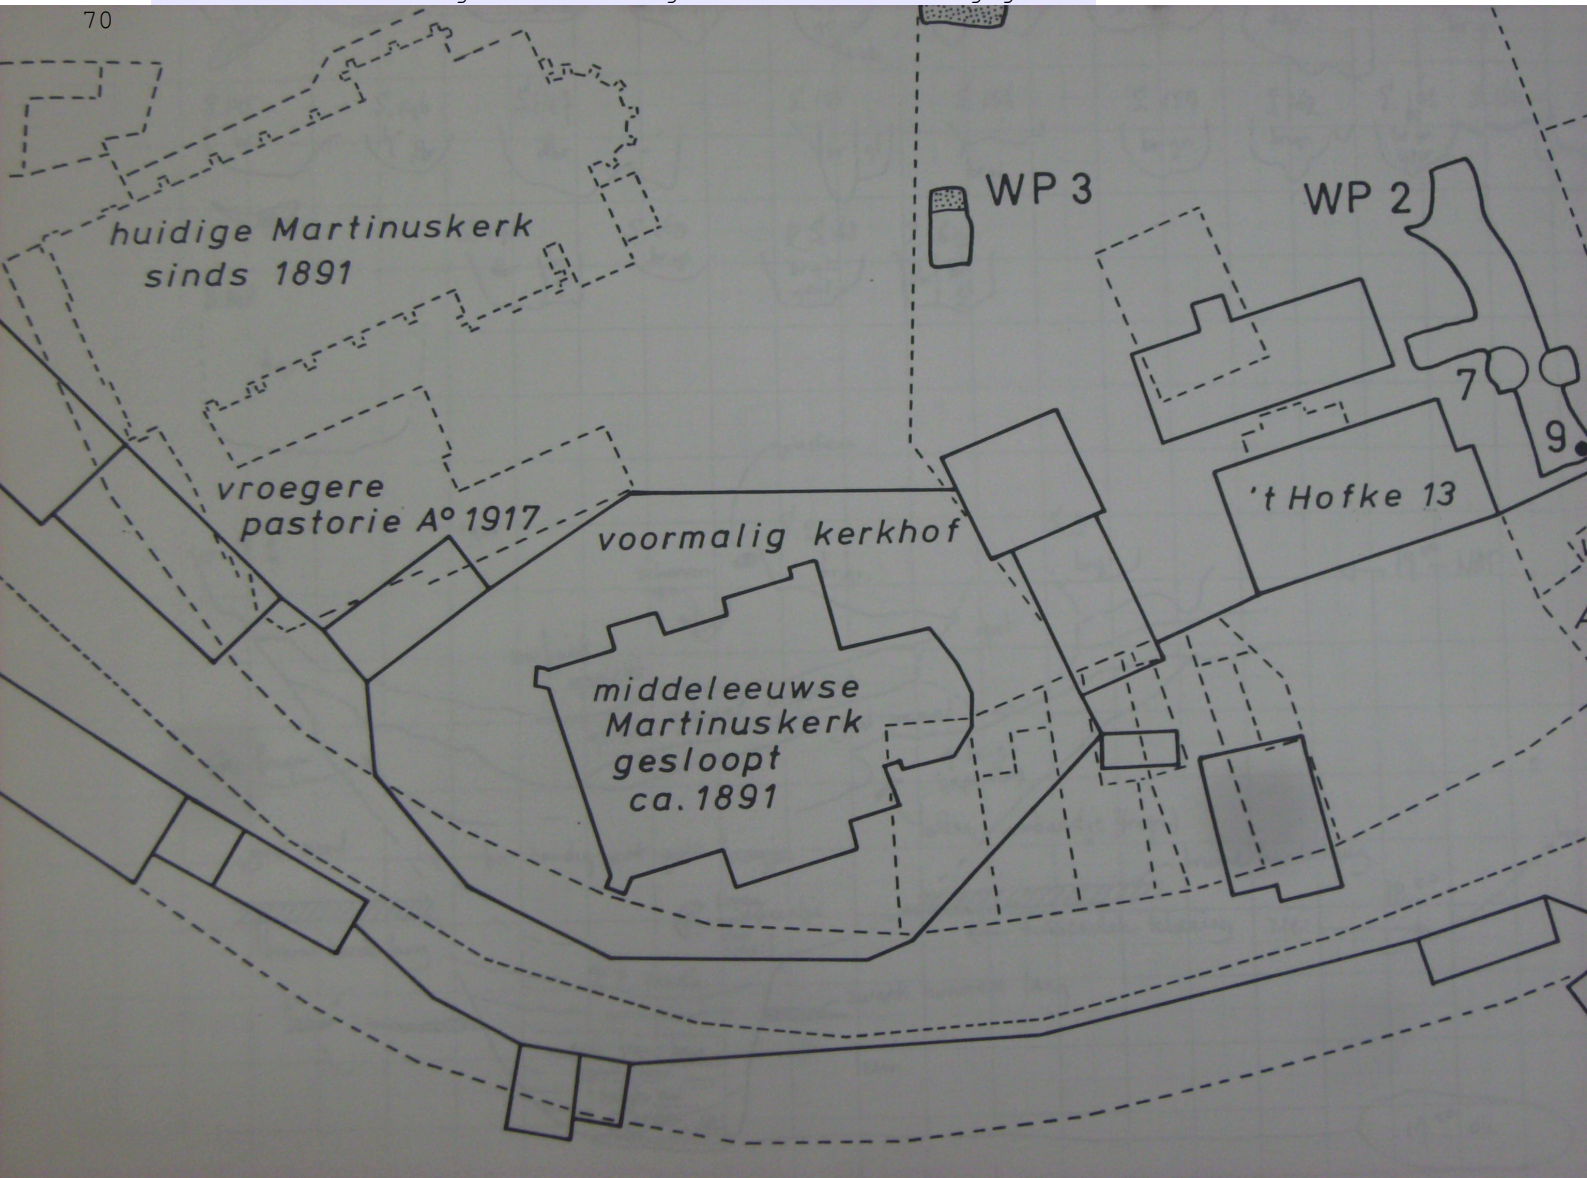 70
WP 3
WP 2
huidige Martinuskerk
sinds 1891
7
9
vroegere
pastorie A° 1917
't Hofke 13
voormalig kerkhof
middeleeuwse
Martinuskerk
gesloopt
ca. 1891